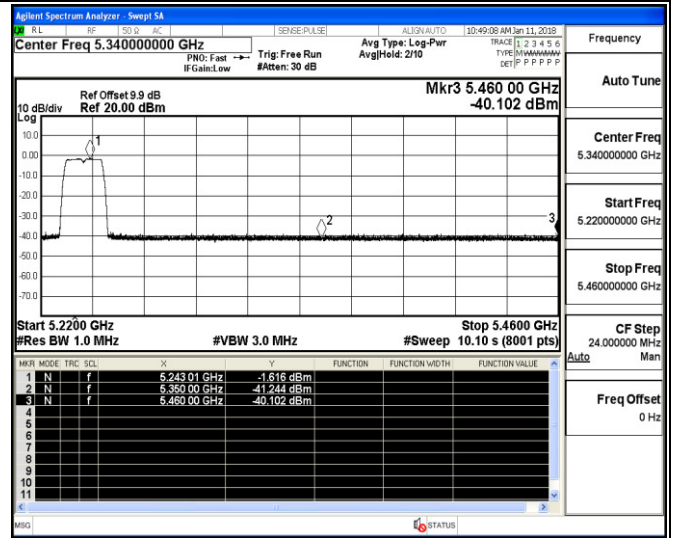 Agilent Spectrum Analyzer - Swept SA
RL RF 50 Ω AC SENSE:PULSE ALIGN AUTO 10:49:08 AM Jan 11, 2018
Center Freq 5.340000000 GHz
PNO: Fast
IFGain:Low
Trig: Free Run
#Atten: 30 dB
Avg Type: Log-Pwr
Avg|Hold: 2/10
TRACE 1 2 3 4 5 6
TYPE MWWWWW
DET P P P P P P
Ref Offset 9.9 dB
10 dB/div Ref 20.00 dBm
Log
Mkr3 5.460 00 GHz
-40.102 dBm
10.0
0.00
-10.0
-20.0
-30.0
-40.0
-50.0
-60.0
-70.0
1
2
3
Start 5.2200 GHz Stop 5.4600 GHz
#Res BW 1.0 MHz #VBW 3.0 MHz #Sweep 10.10 s (8001 pts)
MKR MODE TRC SCL X Y FUNCTION FUNCTION WIDTH FUNCTION VALUE
1 N f 5.243 01 GHz -1.616 dBm
2 N f 5.350 00 GHz -41.244 dBm
3 N f 5.460 00 GHz -40.102 dBm
4
5
6
7
8
9
10
11
MSG STATUS
Frequency
Auto Tune
Center Freq
5.340000000 GHz
Start Freq
5.220000000 GHz
Stop Freq
5.460000000 GHz
CF Step
24.000000 MHz
Auto Man
Freq Offset
0 Hz